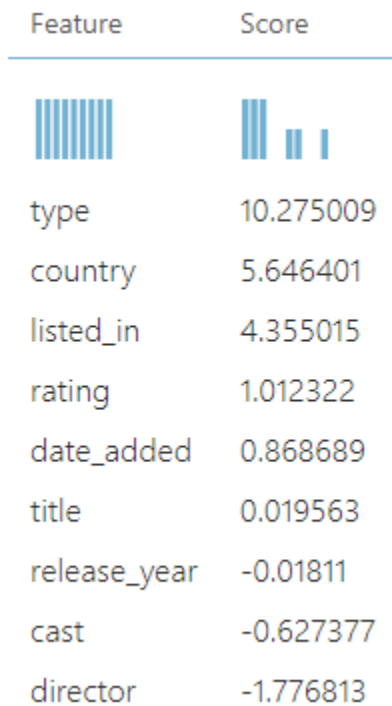 Feature Score
type 10.275009
country 5.646401
listed_in 4.355015
rating 1.012322
date_added 0.868689
title 0.019563
release_year -0.01811
cast -0.627377
director -1.776813